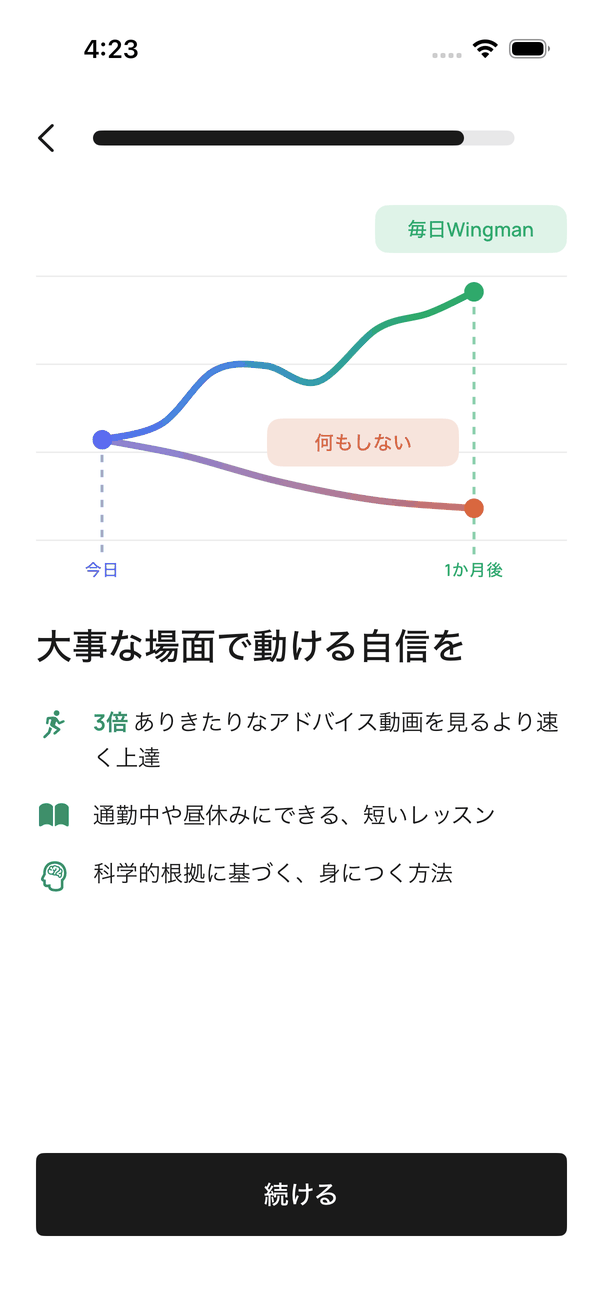 4:23
毎日Wingman
何もしない
今日
1か月後
大事な場面で動ける自信を
3倍 ありきたりなアドバイス動画を見るより速
く上達
通勤中や昼休みにできる、短いレッスン
科学的根拠に基づく、身につく方法
続ける